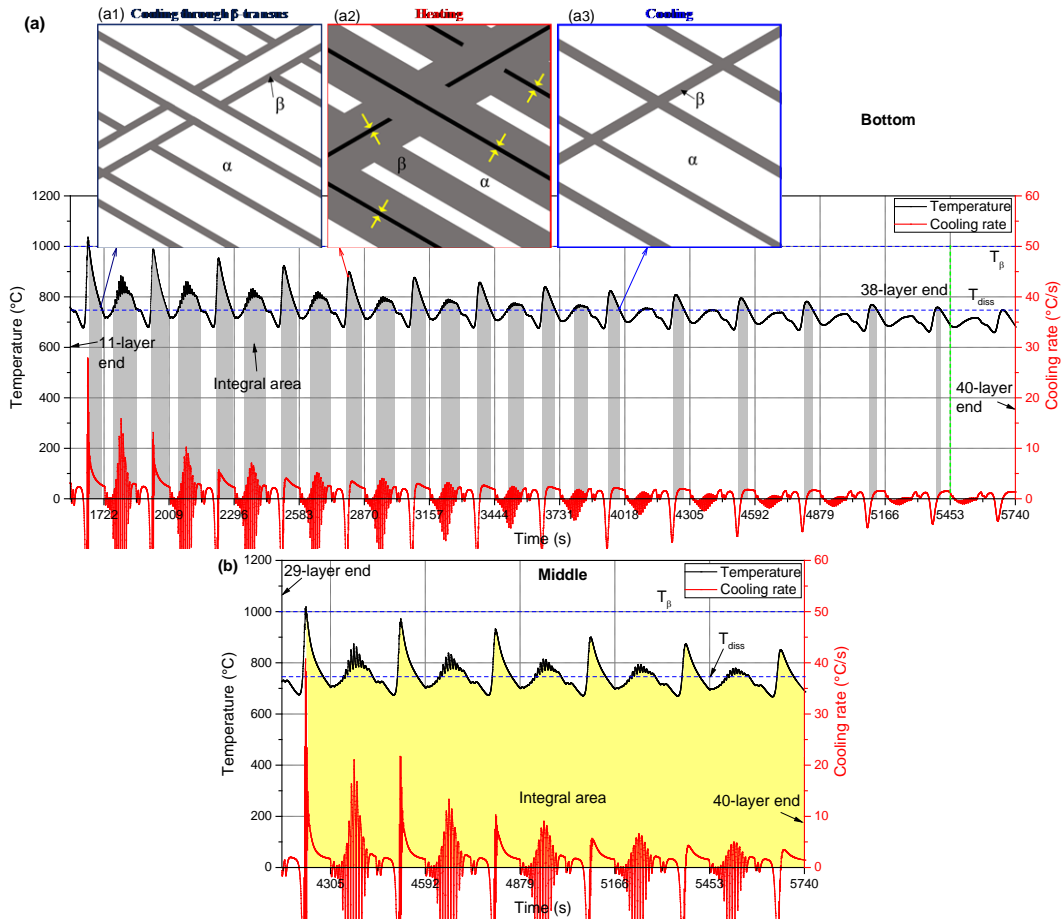 (a)
(a1) Cooling through β-transus
(a2) Heating
(a3) Cooling
β
α
β
α
β
α
Bottom
Temperature
Cooling rate
1200
1000
800
600
400
200
0
Temperature (°C)
60
50
40
30
20
10
0
Cooling rate (°C/s)
Tβ
Tdiss
38-layer end
11-layer
end
Integral area
40-layer
end
1722 2009 2296 2583 2870 3157 3444 3731 4018 4305 4592 4879 5166 5453 5740
Time (s)
(b)
29-layer end
Middle
Temperature
Cooling rate
Tβ
Tdiss
1200
1000
800
600
400
200
0
Temperature (°C)
60
50
40
30
20
10
0
Cooling rate (°C/s)
Integral area
40-layer
end
4305 4592 4879 5166 5453 5740
Time (s)